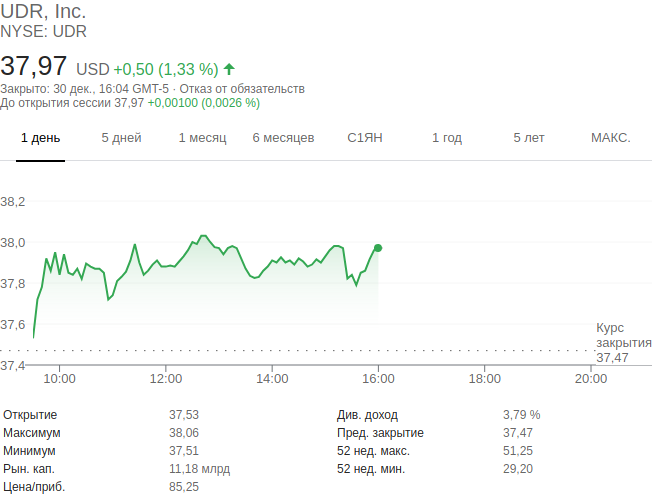 UDR, Inc.
NYSE: UDR
37,97 USD +0,50 (1,33 %)
Закрыто: 30 дек., 16:04 GMT-5 · Отказ от обязательств
До открытия сессии 37,97 +0,00100 (0,0026 %)
1 день 5 дней 1 месяц 6 месяцев С1ЯН 1 год 5 лет МАКС.
38,2
38,0
37,8
37,6
37,4
Курс
закрытия
37,47
10:00 12:00 14:00 16:00 18:00 20:00
Открытие 37,53 Див. доход 3,79 %
Максимум 38,06 Пред. закрытие 37,47
Минимум 37,51 52 нед. макс. 51,25
Рын. кап. 11,18 млрд 52 нед. мин. 29,20
Цена/приб. 85,25